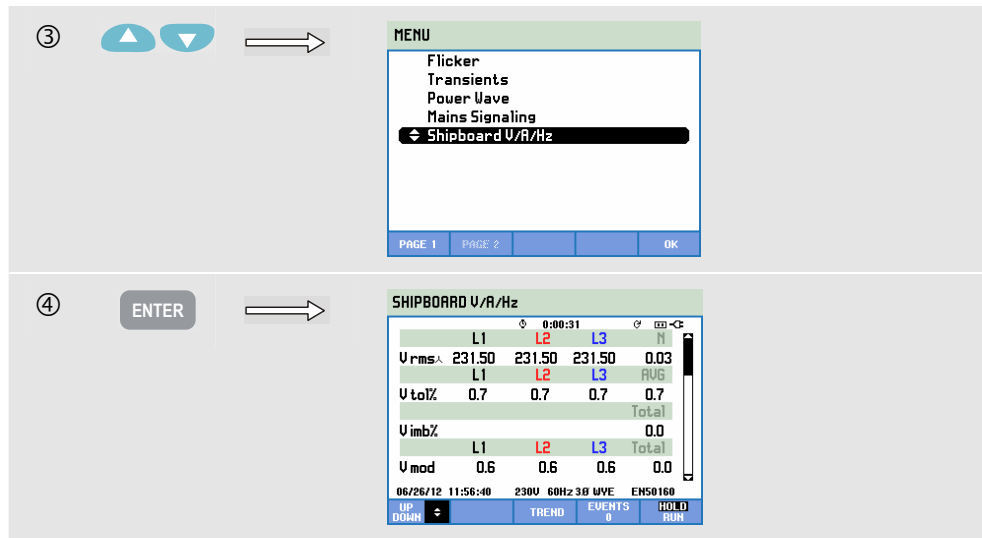 ③
MENU
Flicker
Transients
Power Wave
Mains Signaling
Shipboard V/A/Hz
PAGE 1 PAGE 2 OK
④
ENTER
SHIPBOARD V/A/Hz
0:00:31
L1 L2 L3 N
V rms⅄ 231.50 231.50 231.50 0.03
L1 L2 L3 AVG
V tol% 0.7 0.7 0.7 0.7
Total
V imb% 0.0
L1 L2 L3 Total
V mod 0.6 0.6 0.6 0.0
06/26/12 11:56:40 230V 60Hz 3Ø WYE EN50160
UP DOWN TREND EVENTS 0 HOLD RUN